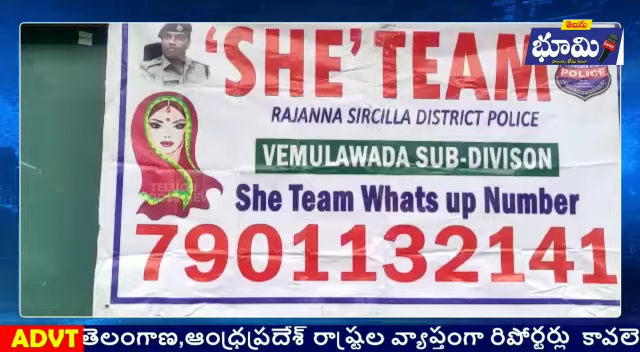 తెలుగు
భూమి
'SHE' TEAM
POLICE
RAJANNA SIRCILLA DISTRICT POLICE
VEMULAWADA SUB-DIVISON
She Team Whats up Number
7901132141
ADVT తెలంగాణ,ఆంధ్రప్రదేశ్ రాష్ట్రాల వ్యాప్తంగా రిపోర్టర్లు కావలె